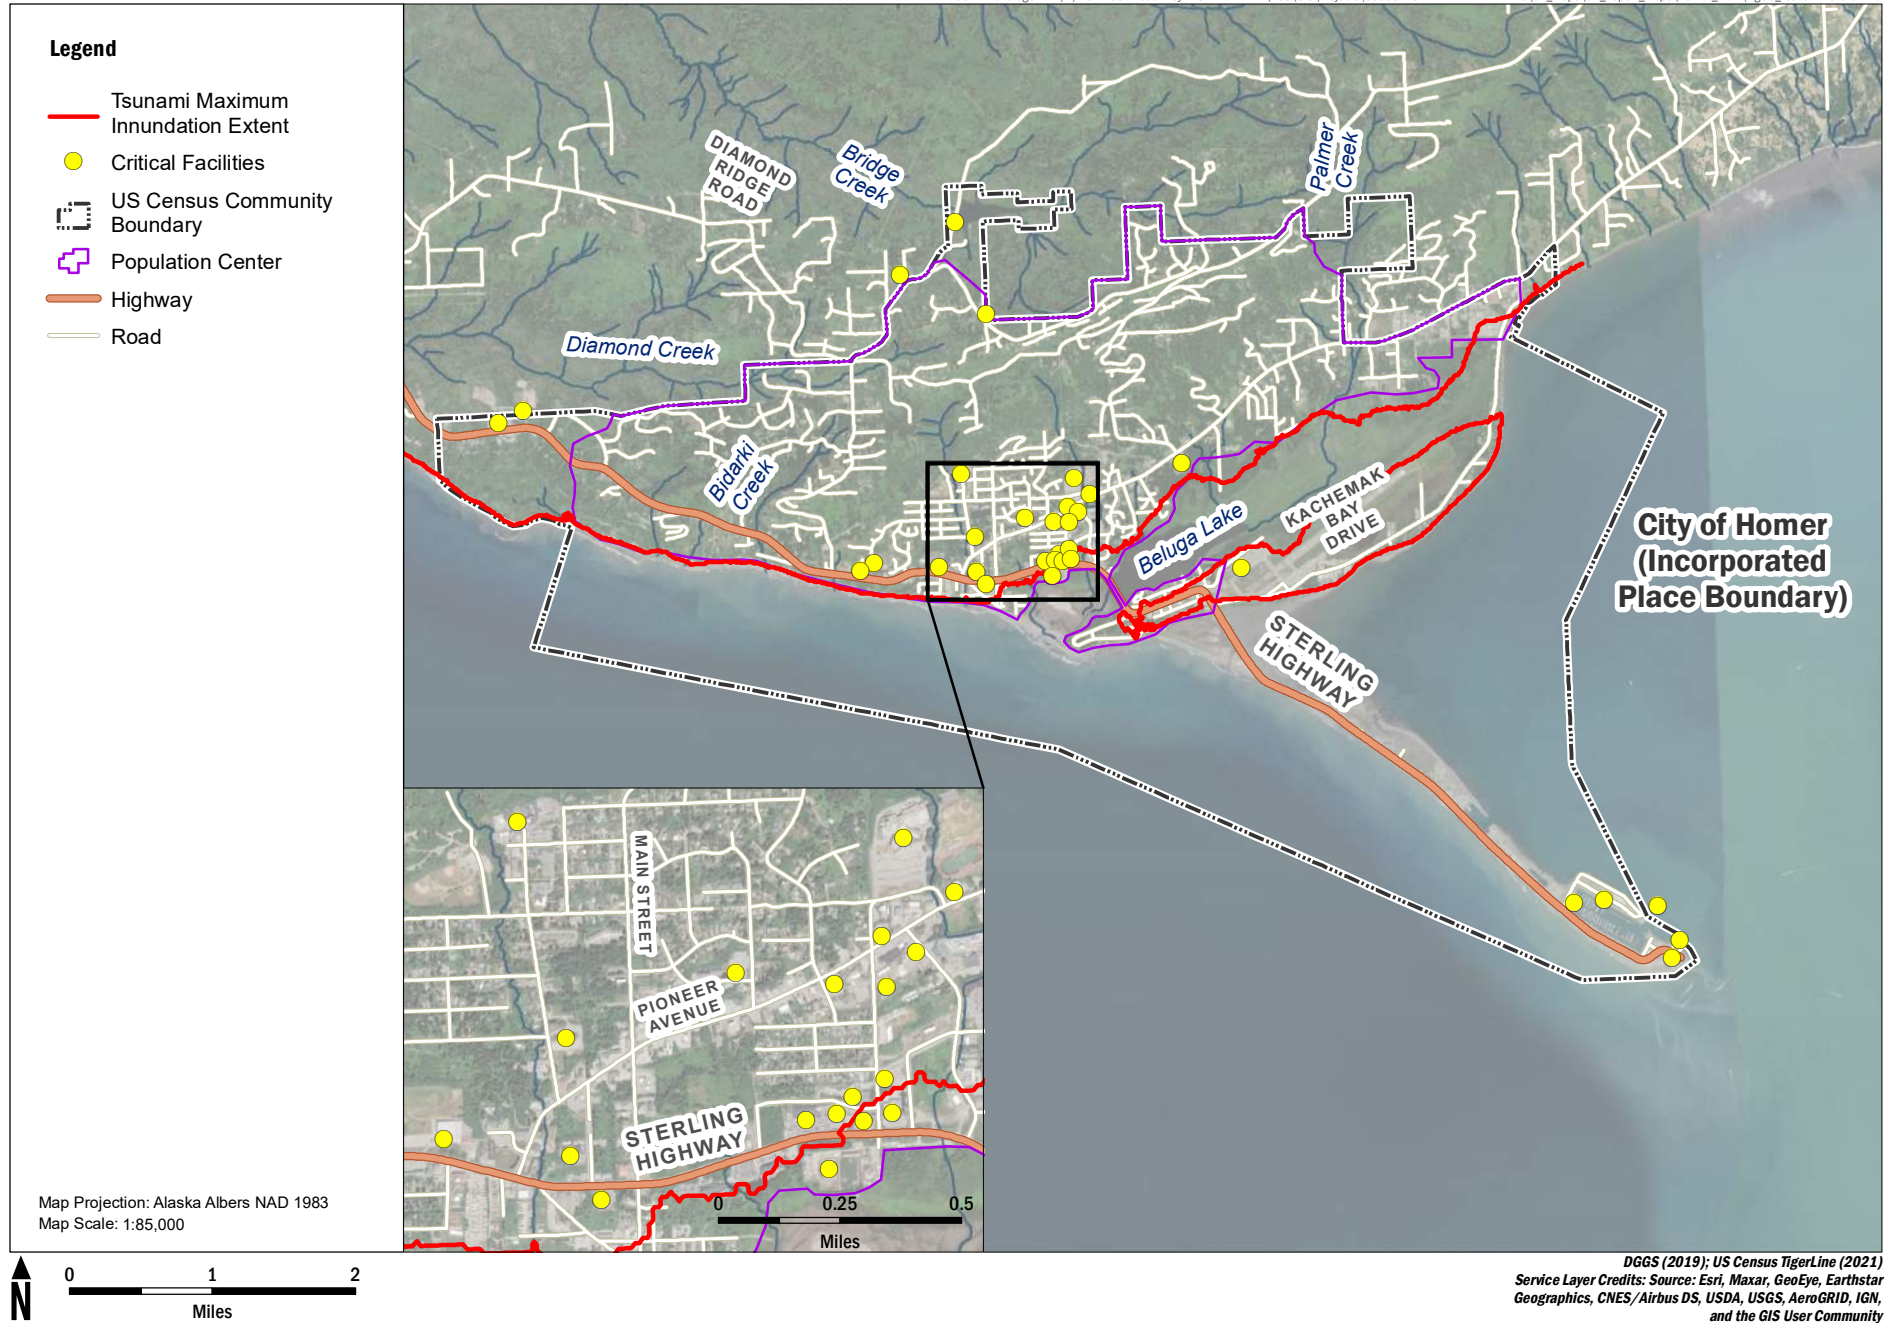 Legend
Tsunami Maximum
Innundation Extent
Critical Facilities
US Census Community
Boundary
Population Center
Highway
Road
DIAMOND
RIDGE
ROAD
Bridge
Creek
Palmer
Creek
Diamond Creek
Bidarki
Creek
Beluga Lake
KACHEMAK
BAY
DRIVE
City of Homer
(Incorporated
Place Boundary)
STERLING
HIGHWAY
MAIN STREET
PIONEER
AVENUE
STERLING
HIGHWAY
0 0.25 0.5
Miles
Map Projection: Alaska Albers NAD 1983
Map Scale: 1:85,000
N
0 1 2
Miles
DGGS (2019); US Census TigerLine (2021)
Service Layer Credits: Source: Esri, Maxar, GeoEye, Earthstar
Geographics, CNES/Airbus DS, USDA, USGS, AeroGRID, IGN,
and the GIS User Community